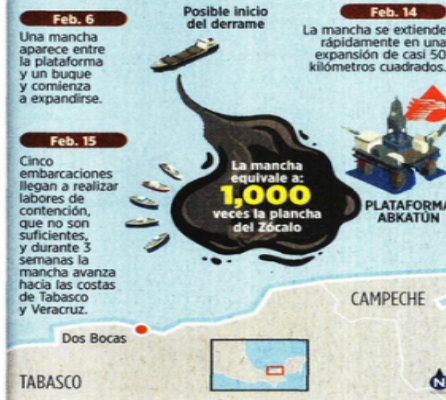 Feb. 6
Una mancha
aparece entre
la plataforma
y un buque
y comienza
a expandirse.
Posible inicio
del derrame
Feb. 14
La mancha se extiende
rápidamente en una
expansión de casi 50
kilómetros cuadrados.
Feb. 15
Cinco
embarcaciones
llegan a realizar
labores de
contención,
que no son
suficientes,
y durante 3
semanas la
mancha avanza
hacia las costas
de Tabasco
y Veracruz.
La mancha
equivale a:
1,000
veces la plancha
del Zócalo
PLATAFORMA
ABKATÚN
CAMPECHE
Dos Bocas
TABASCO
N